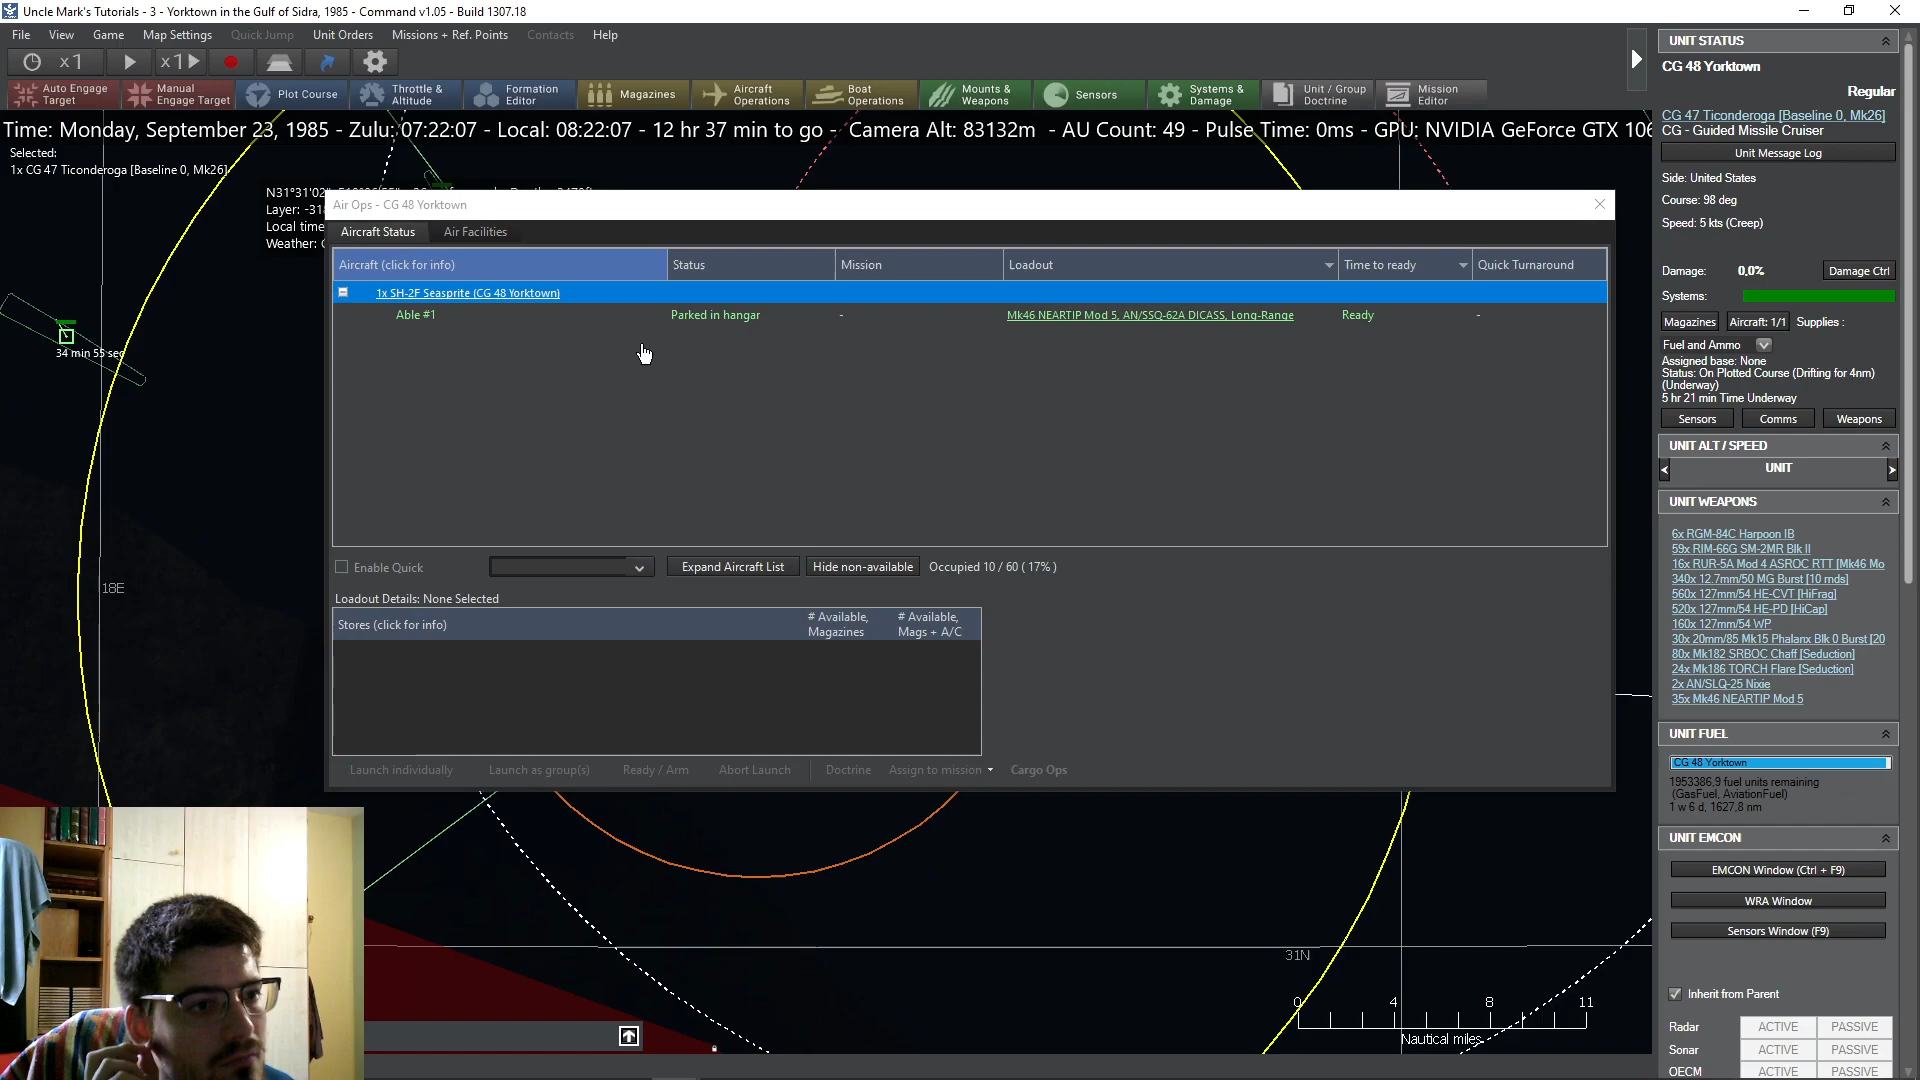 Uncle Mark's Tutorials - 3 - Yorktown in the Gulf of Sidra, 1985 - Command v1.05 - Build 1307.18
File View Game Map Settings Quick Jump Unit Orders Missions + Ref. Points Contacts Help
x 1 x1
Auto Engage Target
Manual Engage Target
Plot Course
Throttle & Altitude
Formation Editor
Magazines
Aircraft Operations
Boat Operations
Mounts & Weapons
Sensors
Systems & Damage
Unit / Group Doctrine
Mission Editor
Time: Monday, September 23, 1985 - Zulu: 07:22:07 - Local: 08:22:07 - 12 hr 37 min to go - Camera Alt: 83132m - AU Count: 49 - Pulse Time: 0ms - GPU: NVIDIA GeForce GTX 106
Selected:
1x CG 47 Ticonderoga [Baseline 0, Mk26]
N31°31'02"
Layer: -31
Local time
Weather:
34 min 55 sec
18E
Air Ops - CG 48 Yorktown
Aircraft Status Air Facilities
Aircraft (click for info) Status Mission Loadout Time to ready Quick Turnaround
1x SH-2F Seasprite (CG 48 Yorktown)
Able #1 Parked in hangar - Mk46 NEARTIP Mod 5, AN/SSQ-62A DICASS, Long-Range Ready -
Enable Quick Expand Aircraft List Hide non-available Occupied 10 / 60 ( 17% )
Loadout Details: None Selected
Stores (click for info) # Available, Magazines # Available, Mags + A/C
Launch individually Launch as group(s) Ready / Arm Abort Launch Doctrine Assign to mission Cargo Ops
31N
0 4 8 11
Nautical miles
UNIT STATUS
CG 48 Yorktown
Regular
CG 47 Ticonderoga [Baseline 0, Mk26]
CG - Guided Missile Cruiser
Unit Message Log
Side: United States
Course: 98 deg
Speed: 5 kts (Creep)
Damage: 0,0% Damage Ctrl
Systems:
Magazines Aircraft: 1/1 Supplies :
Fuel and Ammo
Assigned base: None
Status: On Plotted Course (Drifting for 4nm)
(Underway)
5 hr 21 min Time Underway
Sensors Comms Weapons
UNIT ALT / SPEED
UNIT
UNIT WEAPONS
6x RGM-84C Harpoon IB
59x RIM-66G SM-2MR Blk II
16x RUR-5A Mod 4 ASROC RTT [Mk46 Mo
340x 12.7mm/50 MG Burst [10 rnds]
560x 127mm/54 HE-CVT [HiFrag]
520x 127mm/54 HE-PD [HiCap]
160x 127mm/54 WP
30x 20mm/85 Mk15 Phalanx Blk 0 Burst [20
80x Mk182 SRBOC Chaff [Seduction]
24x Mk186 TORCH Flare [Seduction]
2x AN/SLQ-25 Nixie
35x Mk46 NEARTIP Mod 5
UNIT FUEL
CG 48 Yorktown
1953386,9 fuel units remaining
(GasFuel, AviationFuel)
1 w 6 d, 1627,8 nm
UNIT EMCON
EMCON Window (Ctrl + F9)
WRA Window
Sensors Window (F9)
Inherit from Parent
Radar ACTIVE PASSIVE
Sonar ACTIVE PASSIVE
OECM ACTIVE PASSIVE